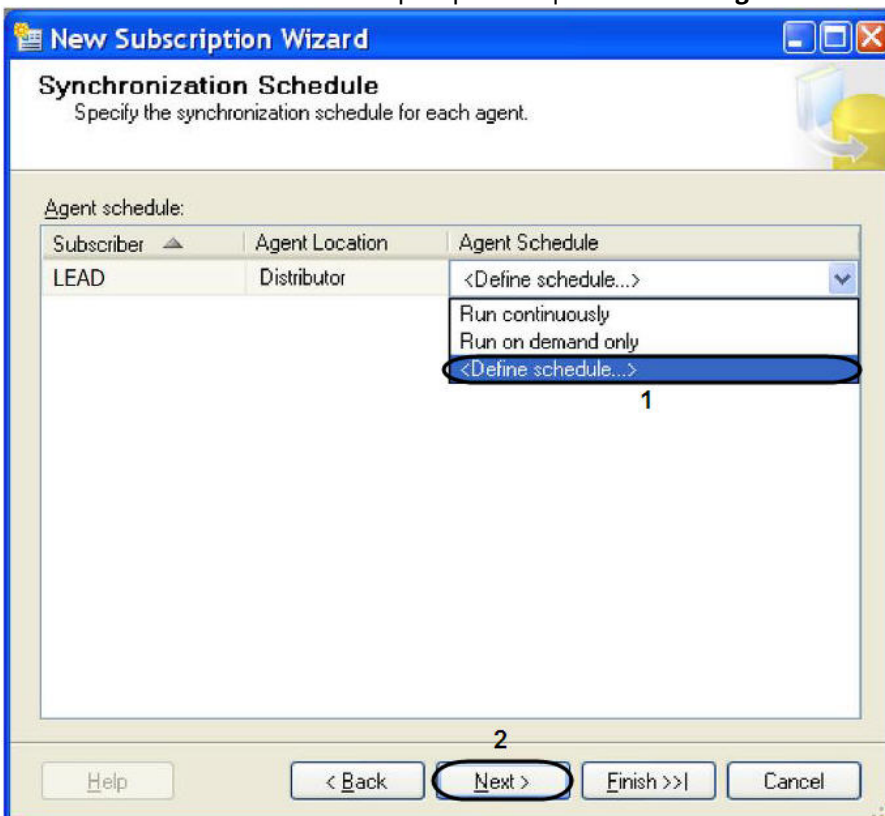 New Subscription Wizard
Synchronization Schedule
Specify the synchronization schedule for each agent.
Agent schedule:
Subscriber Agent Location Agent Schedule
LEAD Distributor <Define schedule...>
Run continuously
Run on demand only
<Define schedule...>
1
2
Help < Back Next > Finish >>| Cancel